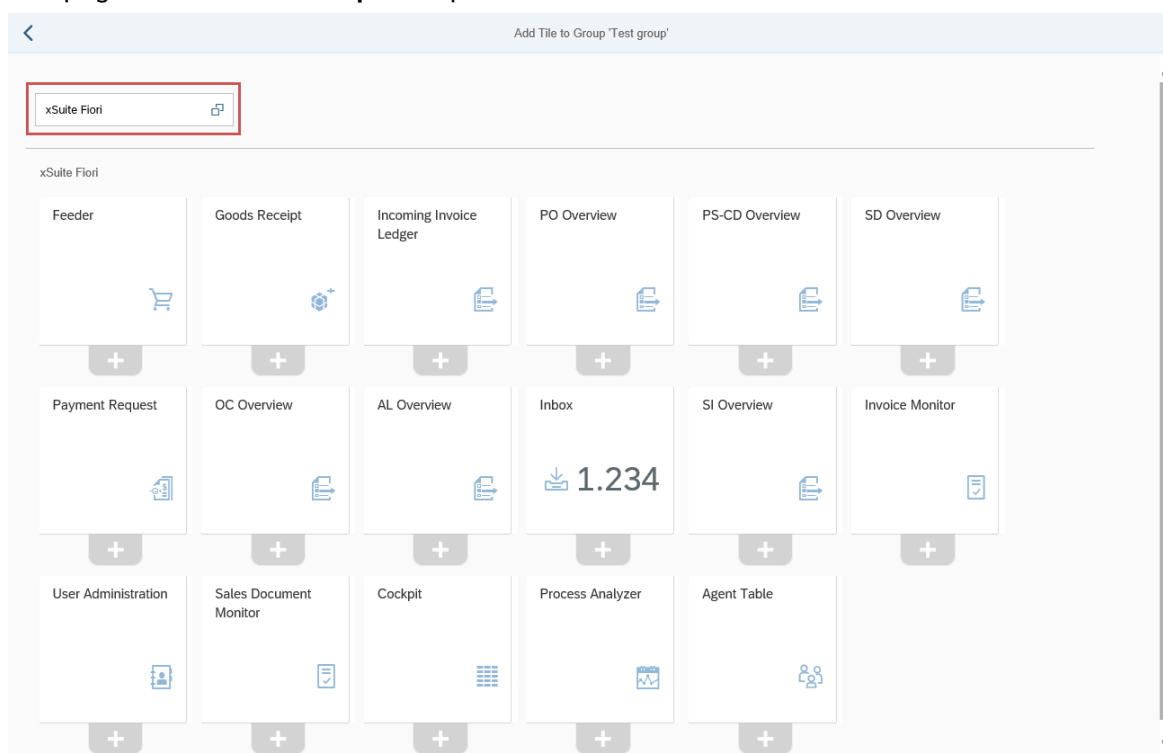 Add Tile to Group 'Test group'
xSuite Fiori
xSuite Fiori
Feeder
Goods Receipt
Incoming Invoice
Ledger
PO Overview
PS-CD Overview
SD Overview
Payment Request
OC Overview
AL Overview
Inbox
1.234
SI Overview
Invoice Monitor
User Administration
Sales Document
Monitor
Cockpit
Process Analyzer
Agent Table